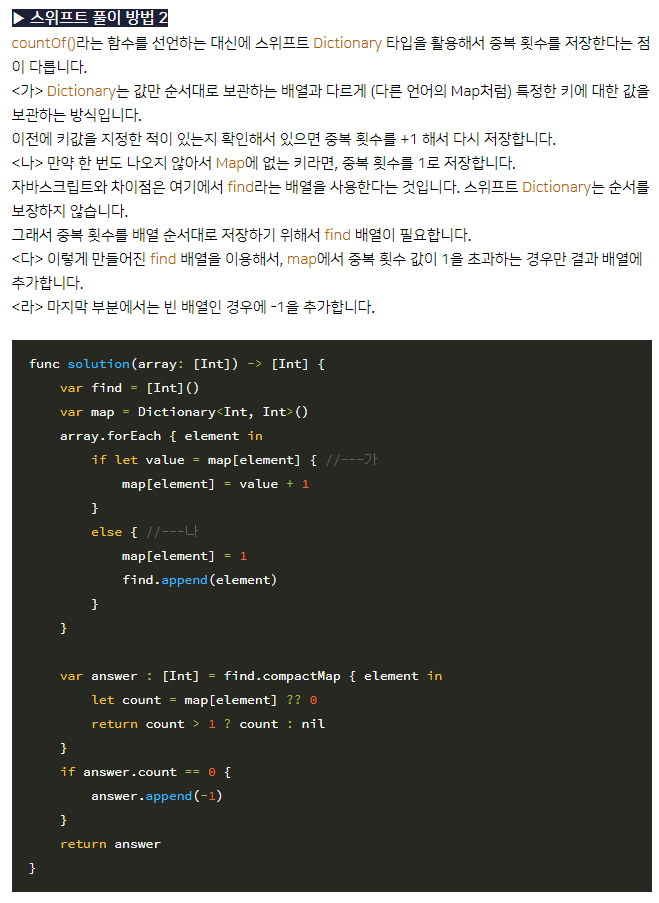 ▶ 스위프트 풀이 방법 2
countOf()라는 함수를 선언하는 대신에 스위프트 Dictionary 타입을 활용해서 중복 횟수를 저장한다는 점
이 다릅니다.
<가> Dictionary는 값만 순서대로 보관하는 배열과 다르게 (다른 언어의 Map처럼) 특정한 키에 대한 값을
보관하는 방식입니다.
이전에 키값을 지정한 적이 있는지 확인해서 있으면 중복 횟수를 +1 해서 다시 저장합니다.
<나> 만약 한 번도 나오지 않아서 Map에 없는 키라면, 중복 횟수를 1로 저장합니다.
자바스크립트와 차이점은 여기에서 find라는 배열을 사용한다는 것입니다. 스위프트 Dictionary는 순서를
보장하지 않습니다.
그래서 중복 횟수를 배열 순서대로 저장하기 위해서 find 배열이 필요합니다.
<다> 이렇게 만들어진 find 배열을 이용해서, map에서 중복 횟수 값이 1을 초과하는 경우만 결과 배열에
추가합니다.
<라> 마지막 부분에서는 빈 배열인 경우에 -1을 추가합니다.
func solution(array: [Int]) -> [Int] {
    var find = [Int]()
    var map = Dictionary<Int, Int>()
    array.forEach { element in
        if let value = map[element] { //---가
            map[element] = value + 1
        }
        else { //---나
            map[element] = 1
            find.append(element)
        }
    }
    var answer : [Int] = find.compactMap { element in
        let count = map[element] ?? 0
        return count > 1 ? count : nil
    }
    if answer.count == 0 {
        answer.append(-1)
    }
    return answer
}